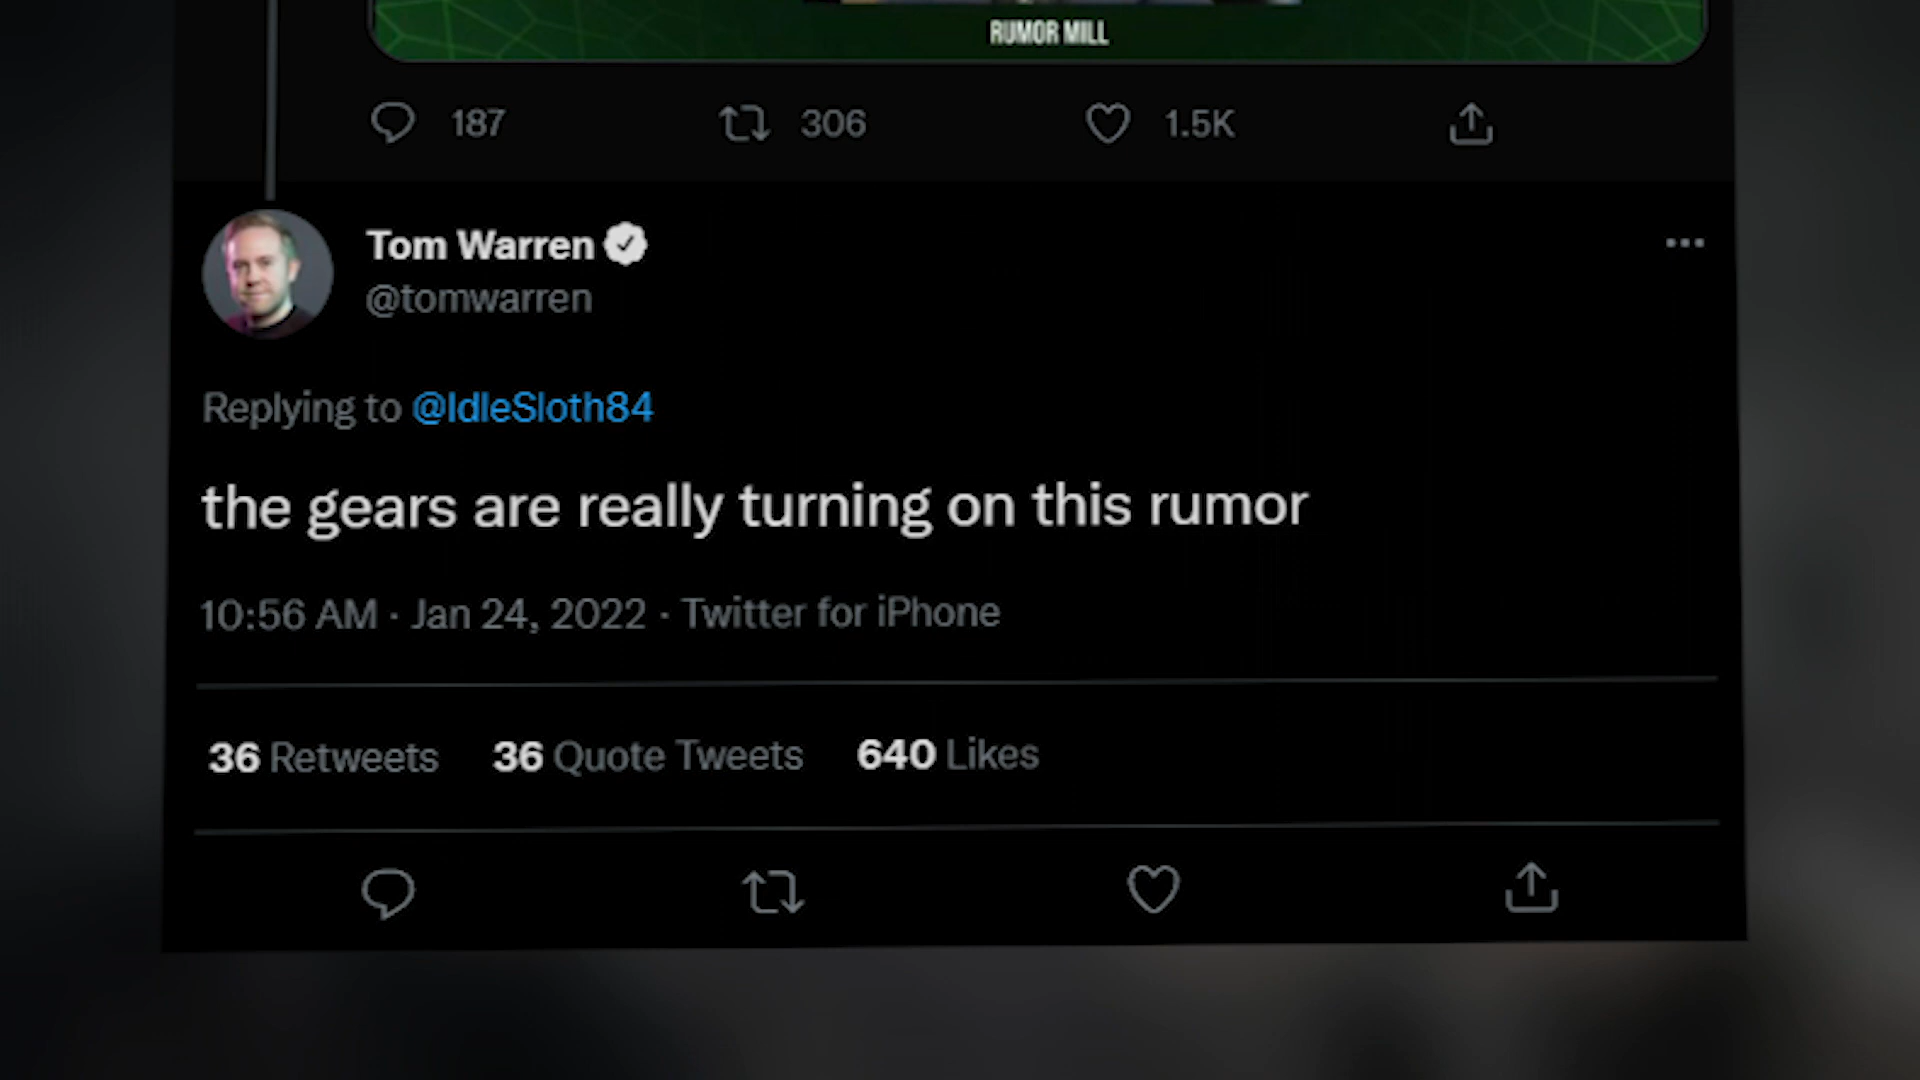 RUMOR MILL
187 306 1.5K
Tom Warren
@tomwarren
Replying to @IdleSloth84
the gears are really turning on this rumor
10:56 AM · Jan 24, 2022 · Twitter for iPhone
36 Retweets 36 Quote Tweets 640 Likes